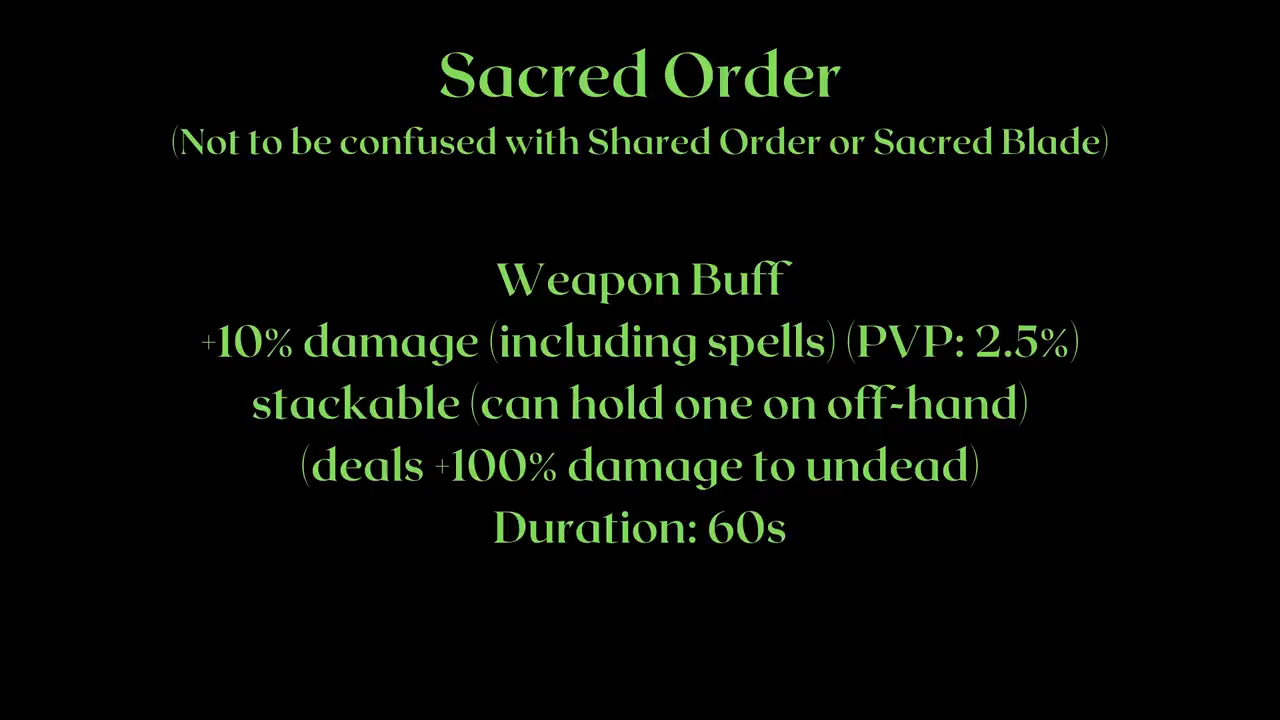 Sacred Order
(Not to be confused with Shared Order or Sacred Blade)
Weapon Buff
+10% damage (including spells) (PVP: 2.5%)
stackable (can hold one on off-hand)
(deals +100% damage to undead)
Duration: 60s